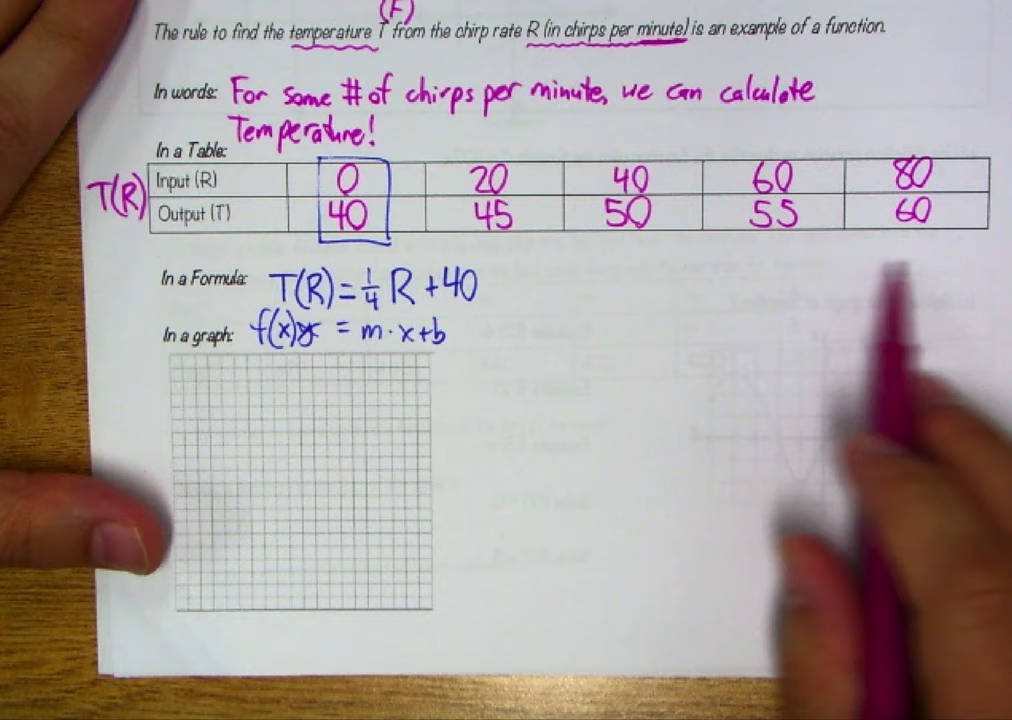 (F)
The rule to find the temperature T from the chirp rate R (in chirps per minute) is an example of a function.
In words: For some # of chirps per minute, we can calculate
Temperature!
In a Table:
T(R) Input (R) 0 20 40 60 80
Output (T) 40 45 50 55 60
In a Formula: T(R) = 1/4 R + 40
In a graph: f(x) y = m · x + b